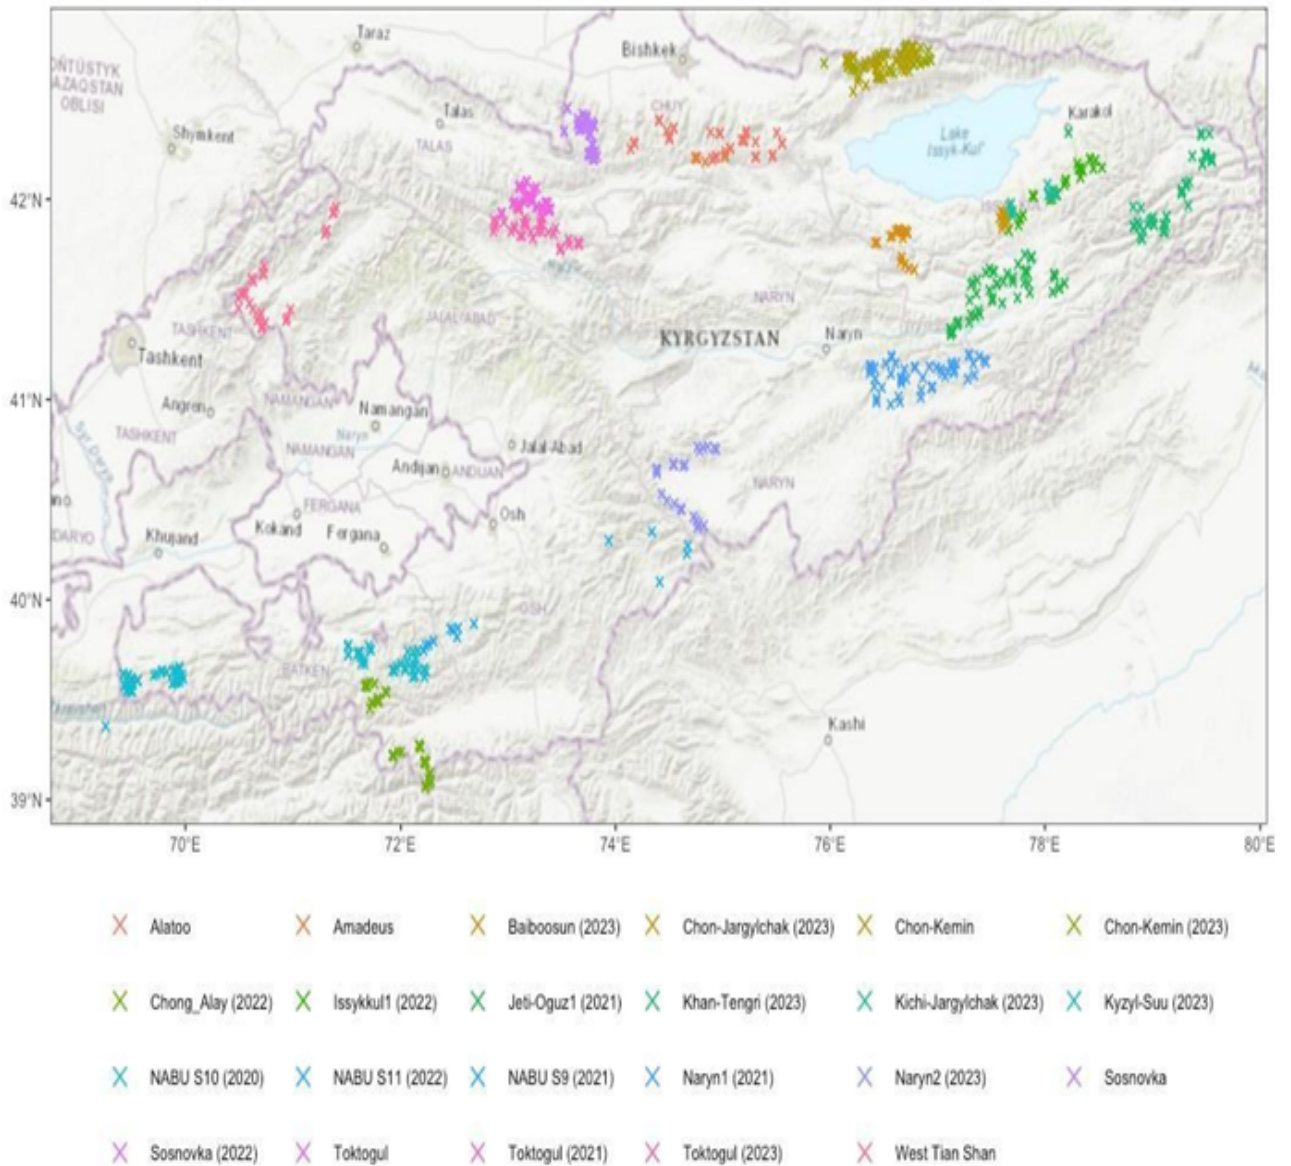 Taraz
Bishkek
OŃTÚSTYK
AZAQSTAN
OBLISI
CHUY
Talas
Karakol
Shymkent
TALAS
Lake
Issyk-Kul'
42°N
NARYN
JALAL-ABAD
TASHKENT
KYRGYZSTAN
Naryn
Tashkent
41°N
NAMANGAN
Angren
Namangan
Naryn
TASHKENT
Syr Darya
NAMANGAN
Jalal-Abad
Andijan
ANDIJAN
NARYN
FERGANA
Osh
Kokand
Fergana
DARYO
Khujand
40°N
OSH
BATKEN
Kashi
39°N
70°E 72°E 74°E 76°E 78°E 80°E
Alatoo Amadeus Baiboosun (2023) Chon-Jargylchak (2023) Chon-Kemin Chon-Kemin (2023)
Chong_Alay (2022) Issykkul1 (2022) Jeti-Oguz1 (2021) Khan-Tengri (2023) Kichi-Jargylchak (2023) Kyzyl-Suu (2023)
NABU S10 (2020) NABU S11 (2022) NABU S9 (2021) Naryn1 (2021) Naryn2 (2023) Sosnovka
Sosnovka (2022) Toktogul Toktogul (2021) Toktogul (2023) West Tian Shan